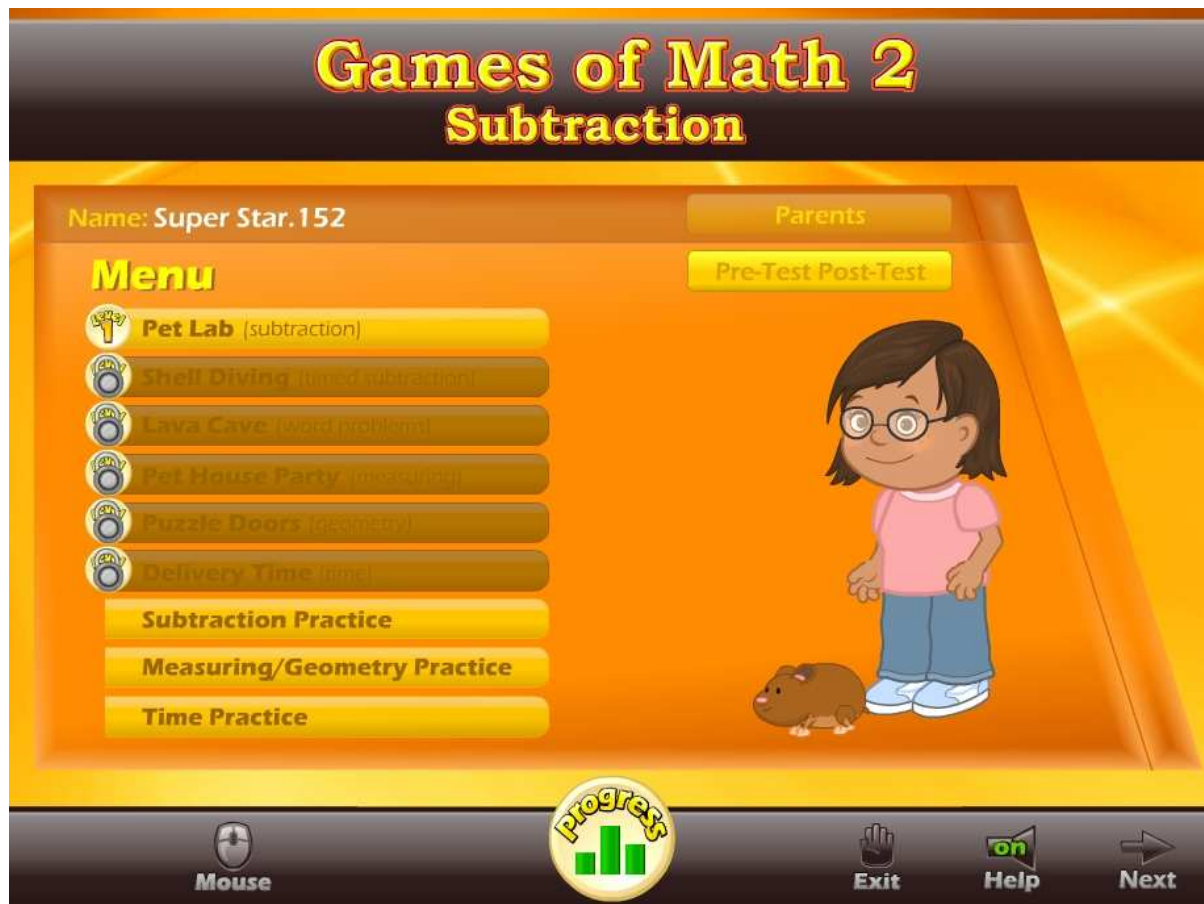 Games of Math 2
Subtraction
Name: Super Star.152
Parents
Menu
Pre-Test Post-Test
LEVEL 1 Pet Lab (subtraction)
Shell Diving (timed subtraction)
Lava Cave (word problems)
Pet House Party (measuring)
Puzzle Doors (geometry)
Delivery Time (time)
Subtraction Practice
Measuring/Geometry Practice
Time Practice
progress
Mouse
Exit
on
Help
Next